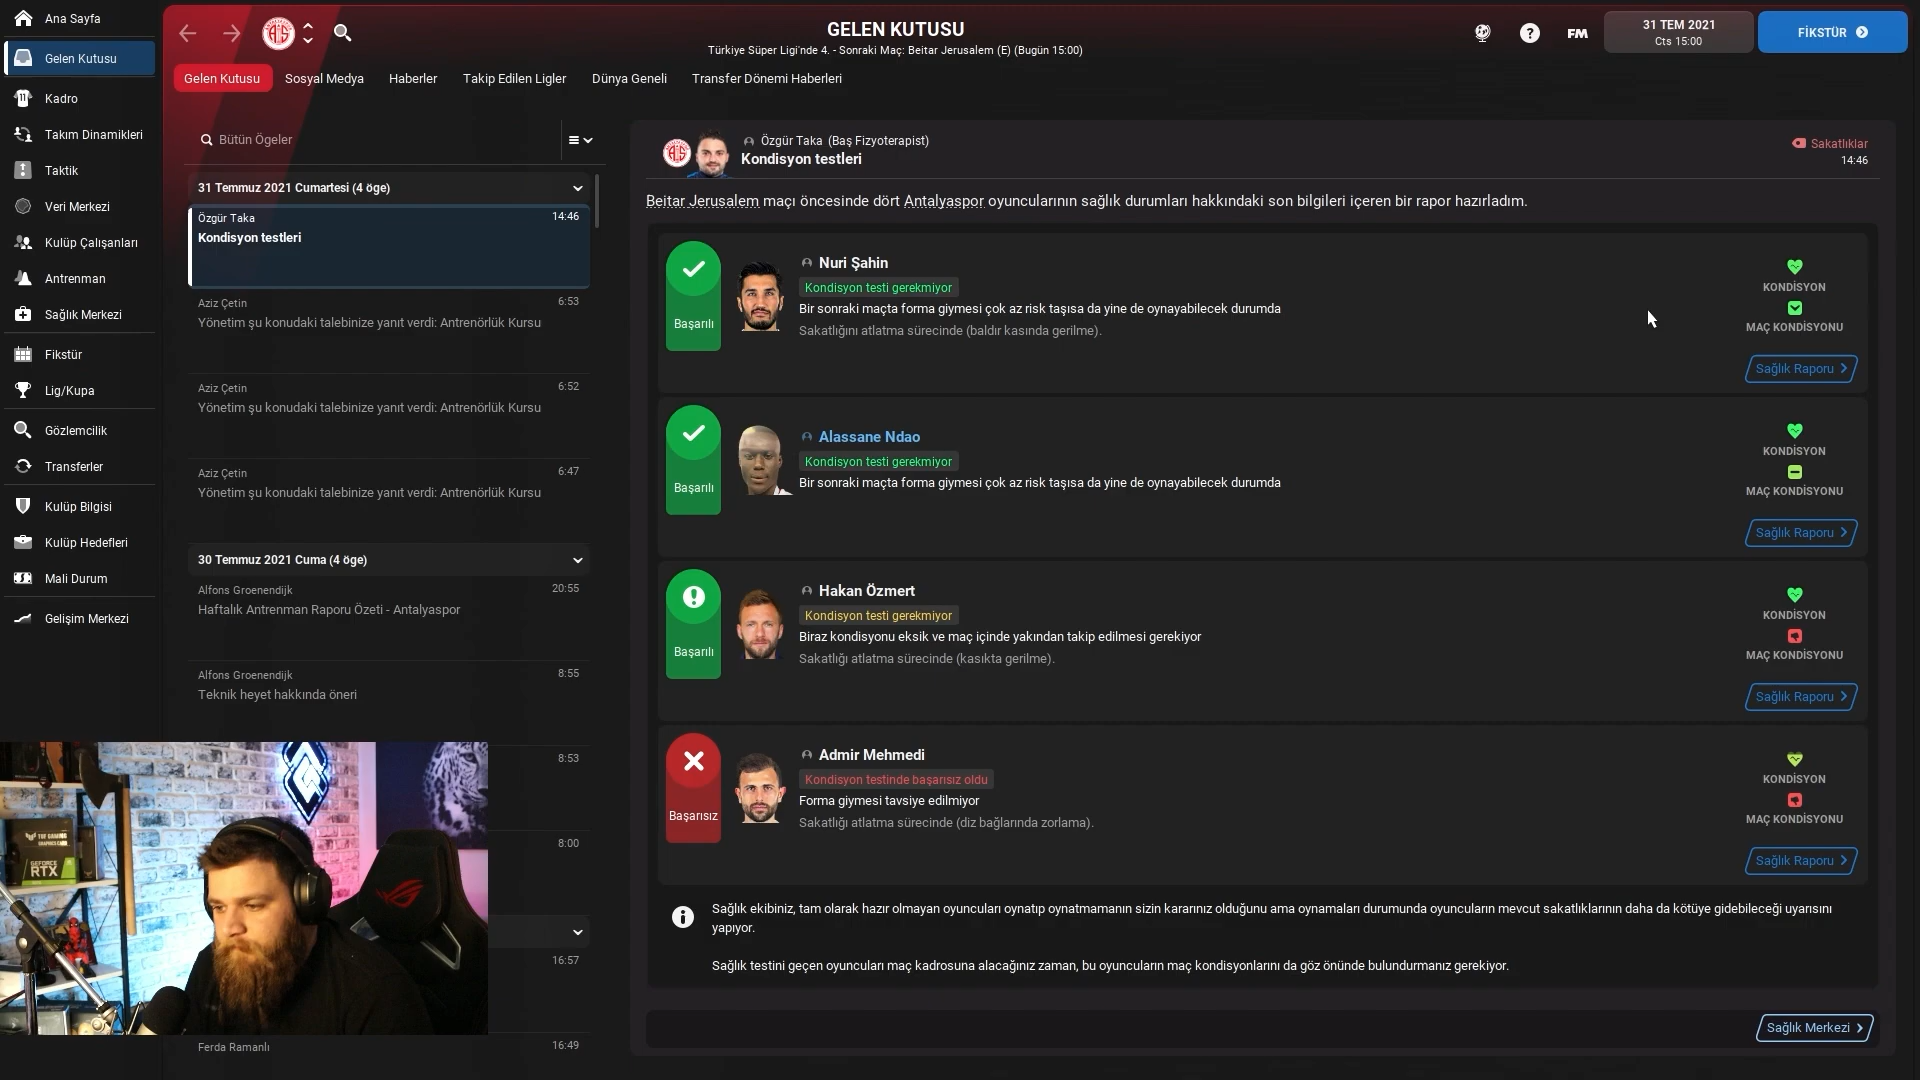 Ana Sayfa
Gelen Kutusu
Kadro
Takım Dinamikleri
Taktik
Veri Merkezi
Kulüp Çalışanları
Antrenman
Sağlık Merkezi
Fikstür
Lig/Kupa
Gözlemcilik
Transferler
Kulüp Bilgisi
Kulüp Hedefleri
Mali Durum
Gelişim Merkezi
GELEN KUTUSU
Türkiye Süper Ligi'nde 4. - Sonraki Maç: Beitar Jerusalem (E) (Bugün 15:00)
FM
31 TEM 2021
Cts 15:00
FİKSTÜR
Gelen Kutusu
Sosyal Medya
Haberler
Takip Edilen Ligler
Dünya Geneli
Transfer Dönemi Haberleri
Bütün Ögeler
31 Temmuz 2021 Cumartesi (4 öge)
Özgür Taka 14:46
Kondisyon testleri
Aziz Çetin 6:53
Yönetim şu konudaki talebinize yanıt verdi: Antrenörlük Kursu
Aziz Çetin 6:52
Yönetim şu konudaki talebinize yanıt verdi: Antrenörlük Kursu
Aziz Çetin 6:47
Yönetim şu konudaki talebinize yanıt verdi: Antrenörlük Kursu
30 Temmuz 2021 Cuma (4 öge)
Alfons Groenendijk 20:55
Haftalık Antrenman Raporu Özeti - Antalyaspor
Alfons Groenendijk 8:55
Teknik heyet hakkında öneri
8:53
8:00
16:57
Ferda Ramanlı 16:49
GEFORCE
RTX
Özgür Taka (Baş Fizyoterapist)
Kondisyon testleri
Sakatlıklar
14:46
Beitar Jerusalem maçı öncesinde dört Antalyaspor oyuncularının sağlık durumları hakkındaki son bilgileri içeren bir rapor hazırladım.
Başarılı
Nuri Şahin
Kondisyon testi gerekmiyor
Bir sonraki maçta forma giymesi çok az risk taşısa da yine de oynayabilecek durumda
Sakatlığını atlatma sürecinde (baldır kasında gerilme).
KONDİSYON
MAÇ KONDİSYONU
Sağlık Raporu
Başarılı
Alassane Ndao
Kondisyon testi gerekmiyor
Bir sonraki maçta forma giymesi çok az risk taşısa da yine de oynayabilecek durumda
KONDİSYON
MAÇ KONDİSYONU
Sağlık Raporu
Başarılı
Hakan Özmert
Kondisyon testi gerekmiyor
Biraz kondisyonu eksik ve maç içinde yakından takip edilmesi gerekiyor
Sakatlığı atlatma sürecinde (kasıkta gerilme).
KONDİSYON
MAÇ KONDİSYONU
Sağlık Raporu
Başarısız
Admir Mehmedi
Kondisyon testinde başarısız oldu
Forma giymesi tavsiye edilmiyor
Sakatlığı atlatma sürecinde (diz bağlarında zorlama).
KONDİSYON
MAÇ KONDİSYONU
Sağlık Raporu
Sağlık ekibiniz, tam olarak hazır olmayan oyuncuları oynatıp oynatmamanın sizin kararınız olduğunu ama oynamaları durumunda oyuncuların mevcut sakatlıklarının daha da kötüye gidebileceği uyarısını
yapıyor.
Sağlık testini geçen oyuncuları maç kadrosuna alacağınız zaman, bu oyuncuların maç kondisyonlarını da göz önünde bulundurmanız gerekiyor.
Sağlık Merkezi